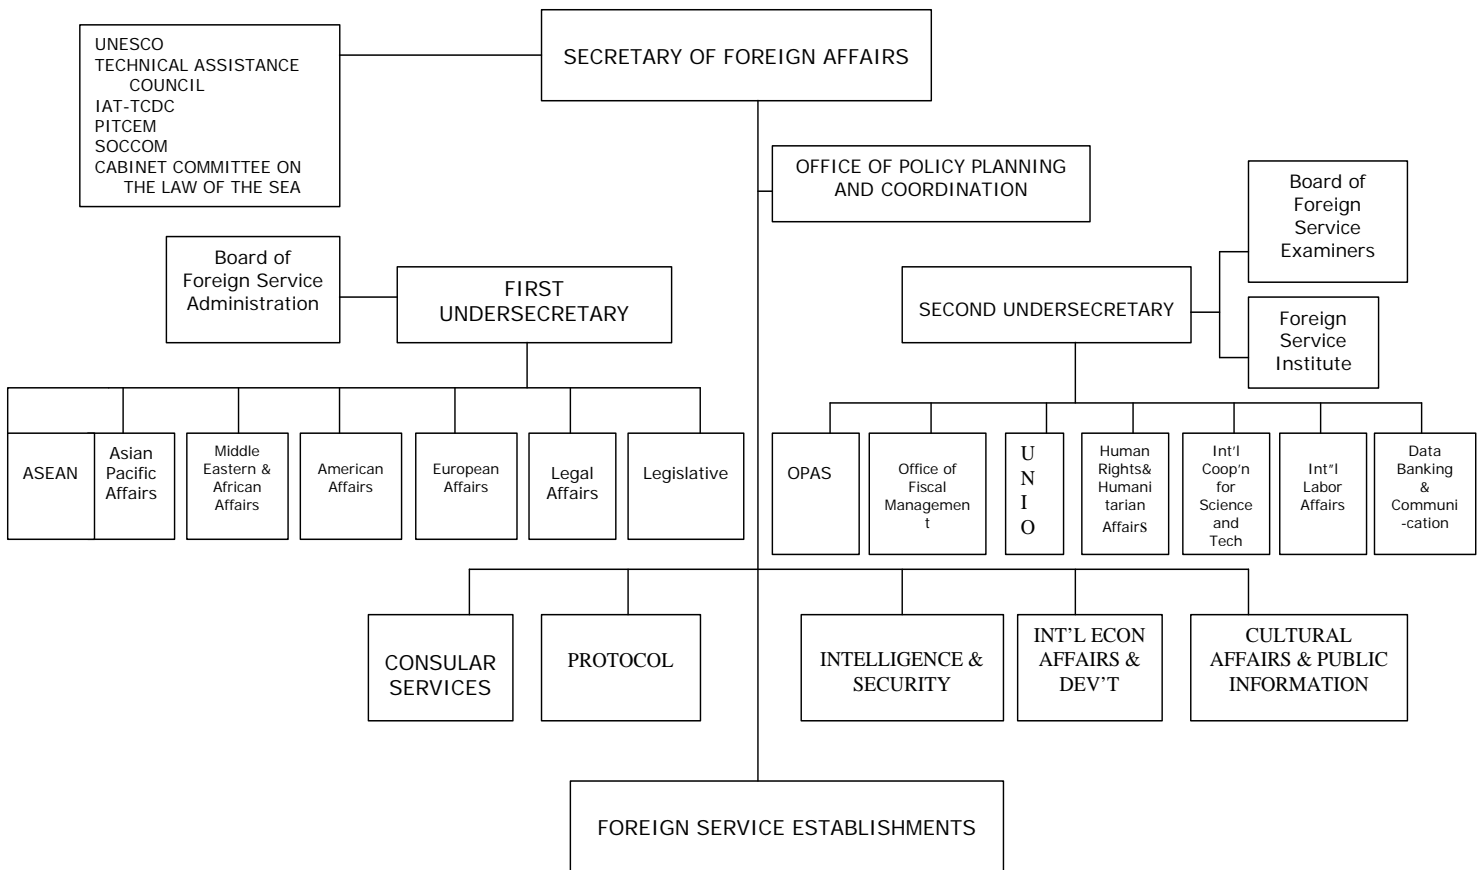 UNESCO
TECHNICAL ASSISTANCE
COUNCIL
IAT-TCDC
PITCEM
SOCCOM
CABINET COMMITTEE ON
THE LAW OF THE SEA
SECRETARY OF FOREIGN AFFAIRS
OFFICE OF POLICY PLANNING
AND COORDINATION
Board of
Foreign
Service
Examiners
Board of
Foreign Service
Administration
FIRST
UNDERSECRETARY
SECOND UNDERSECRETARY
Foreign
Service
Institute
ASEAN
Asian
Pacific
Affairs
Middle
Eastern &
African
Affairs
American
Affairs
European
Affairs
Legal
Affairs
Legislative
OPAS
Office of
Fiscal
Managemen
t
U
N
I
O
Human
Rights&
Humani
tarian
Affairs
Int'l
Coop'n
for
Science
and
Tech
Int"l
Labor
Affairs
Data
Banking
&
Communi
-cation
CONSULAR
SERVICES
PROTOCOL
INTELLIGENCE &
SECURITY
INT’L ECON
AFFAIRS &
DEV’T
CULTURAL
AFFAIRS & PUBLIC
INFORMATION
FOREIGN SERVICE ESTABLISHMENTS